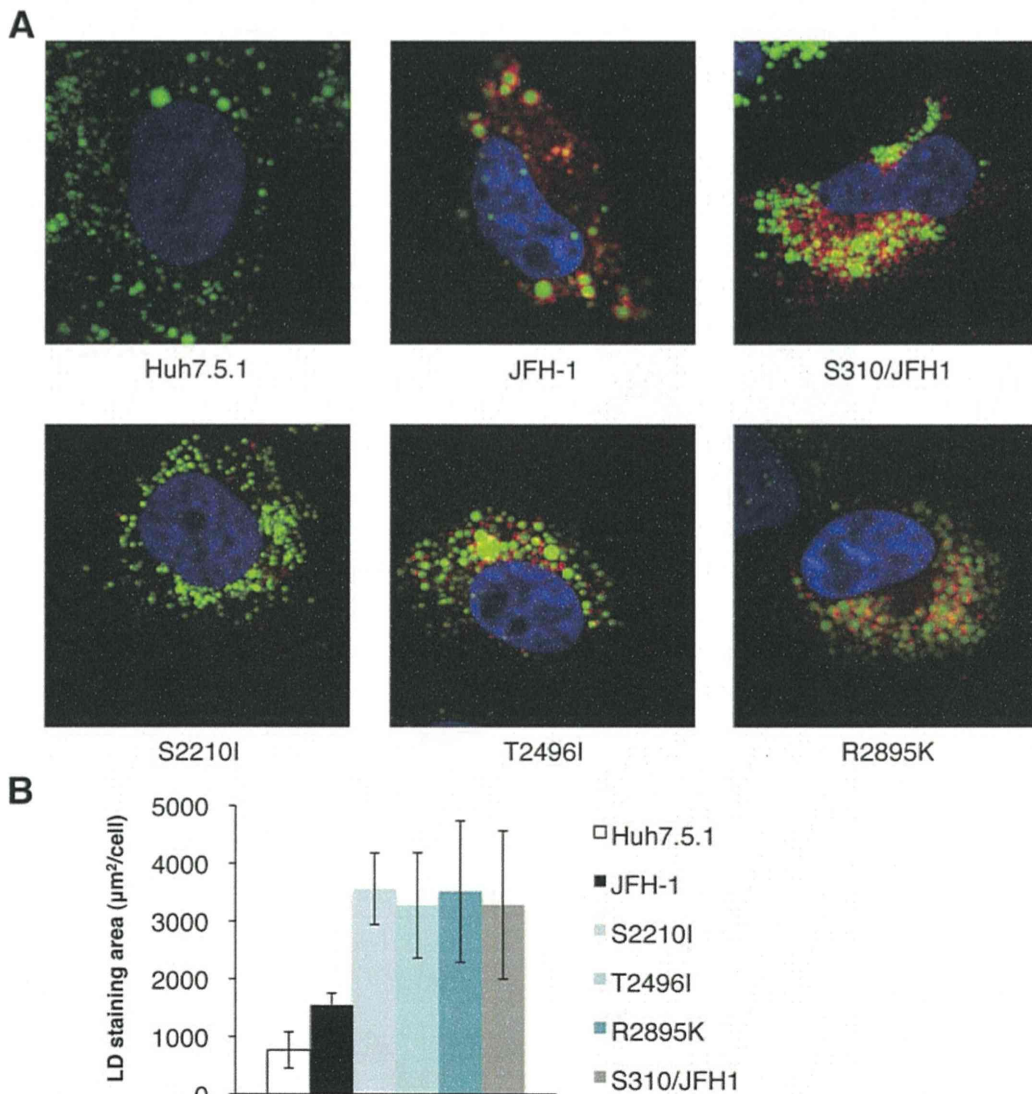 A
Huh7.5.1
JFH-1
S310/JFH1
S2210I
T2496I
R2895K
B
LD staining area (µm²/cell)
5000
4000
3000
2000
1000
0
Huh7.5.1
JFH-1
S2210I
T2496I
R2895K
S310/JFH1